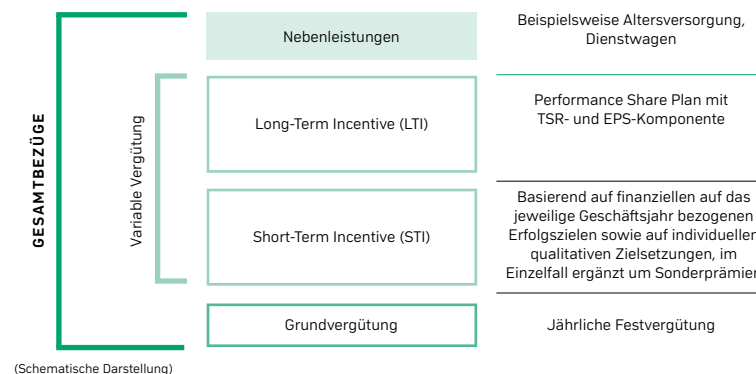 GESAMTBEZÜGE
Variable Vergütung
Nebenleistungen
Beispielsweise Altersversorgung,
Dienstwagen
Long-Term Incentive (LTI)
Performance Share Plan mit
TSR- und EPS-Komponente
Short-Term Incentive (STI)
Basierend auf finanziellen auf das
jeweilige Geschäftsjahr bezogenen
Erfolgszielen sowie auf individuellen
qualitativen Zielsetzungen, im
Einzelfall ergänzt um Sonderprämien
Grundvergütung
Jährliche Festvergütung
(Schematische Darstellung)